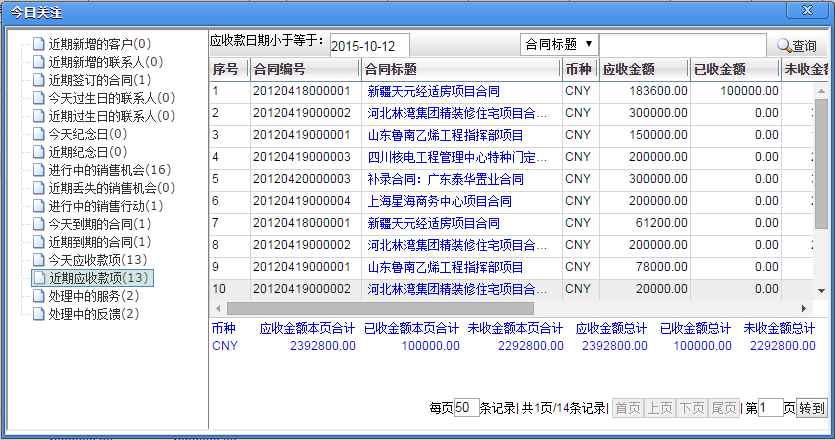 今日关注 X
近期新增的客户(0)
近期新增的联系人(0)
近期签订的合同(1)
今天过生日的联系人(0)
近期过生日的联系人(0)
今天纪念日(0)
近期纪念日(0)
进行中的销售机会(16)
近期丢失的销售机会(0)
进行中的销售行动(1)
今天到期的合同(1)
近期到期的合同(1)
今天应收款项(13)
近期应收款项(13)
处理中的服务(2)
处理中的反馈(2)
应收款日期小于等于： 2015-10-12 合同标题 查询
序号 合同编号 合同标题 币种 应收金额 已收金额 未收金额
1 20120418000001 新疆天元经适房项目合同 CNY 183600.00 100000.00
2 20120419000002 河北林湾集团精装修住宅项目合... CNY 300000.00 0.00
3 20120419000001 山东鲁南乙烯工程指挥部项目 CNY 150000.00 0.00
4 20120419000003 四川核电工程管理中心特种门定... CNY 200000.00 0.00
5 20120420000003 补录合同：广东泰华置业合同 CNY 300000.00 0.00
6 20120419000004 上海星海商务中心项目合同 CNY 200000.00 0.00
7 20120418000001 新疆天元经适房项目合同 CNY 61200.00 0.00
8 20120419000002 河北林湾集团精装修住宅项目合... CNY 200000.00 0.00
9 20120419000001 山东鲁南乙烯工程指挥部项目 CNY 78000.00 0.00
10 20120419000002 河北林湾集团精装修住宅项目合... CNY 20000.00 0.00
币种 应收金额本页合计 已收金额本页合计 未收金额本页合计 应收金额总计 已收金额总计 未收金额总计
CNY 2392800.00 100000.00 2292800.00 2392800.00 100000.00 2292800.00
每页50条记录| 共1页/14条记录| 首页 上页 下页 尾页 | 第1页 转到